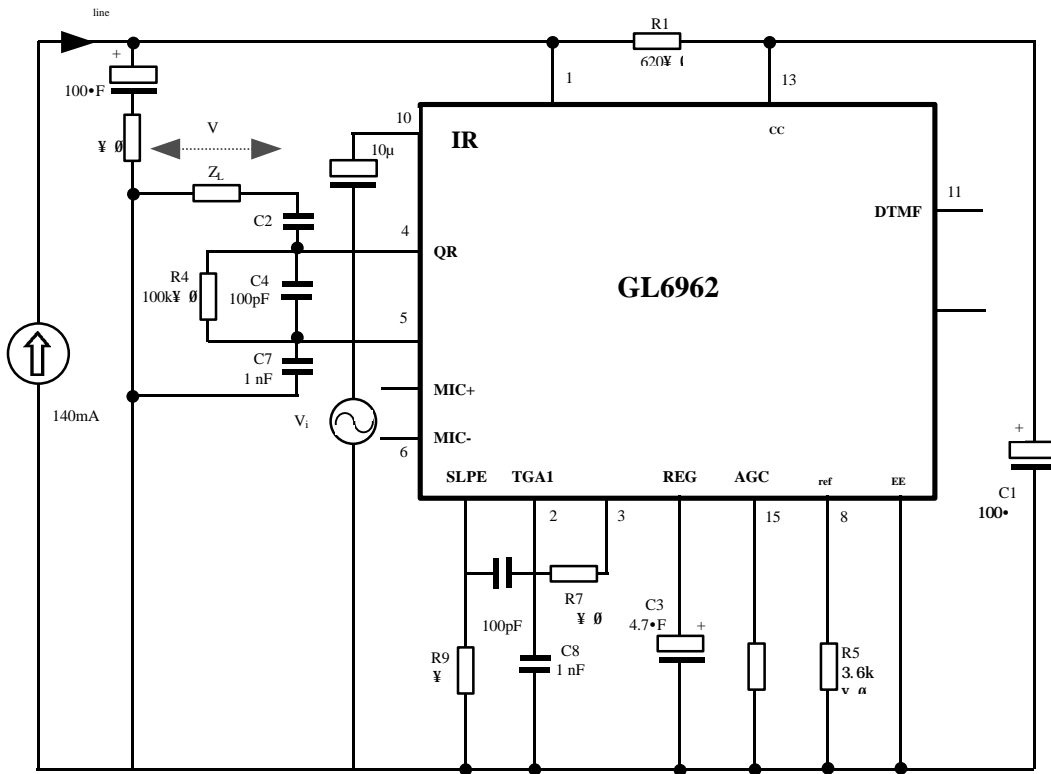 line
R1
620¥ Ø
+
100•F
1
13
¥ Ø
V
10
IR
CC
10µ
Z_L
11
DTMF
C2
4
QR
R4
100k¥ Ø
C4
100pF
GL6962
5
C7
1 nF
MIC+
140mA
V_i
MIC-
6
+
SLPE
TGA1
REG
AGC
ref
EE
C1
100•
2
3
15
8
R7
¥ Ø
100pF
C3
4.7•F
+
R9
¥
C8
1 nF
R5
3.6k
¥ Ø